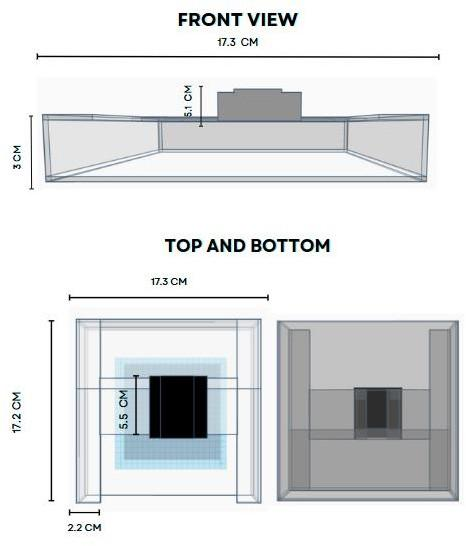 FRONT VIEW
17.3 CM
5.1 CM
3 CM
TOP AND BOTTOM
17.3 CM
17.2 CM
5.5 CM
2.2 CM